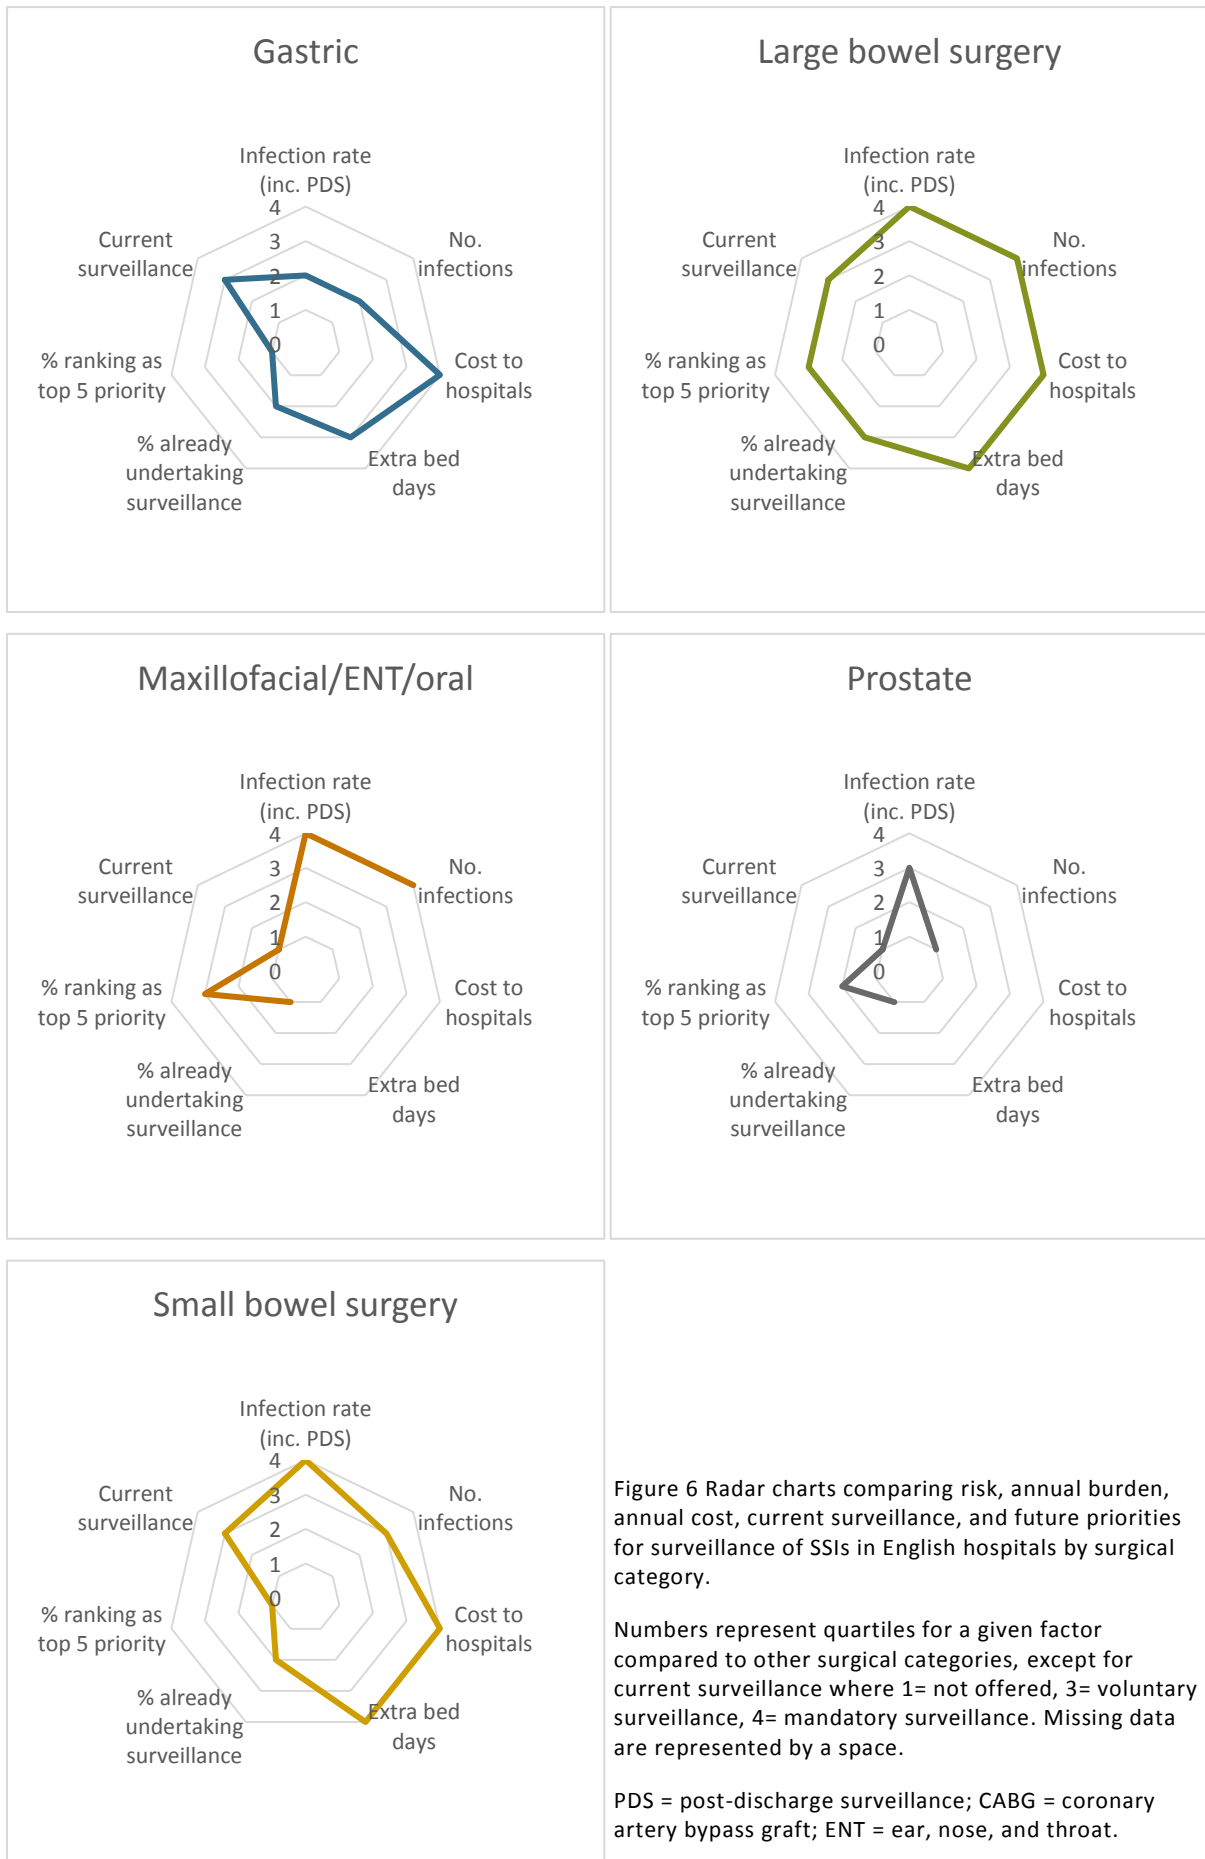 Gastric
Infection rate
(inc. PDS)
4
3
2
1
0
No.
infections
Cost to
hospitals
Extra bed
days
% already
undertaking
surveillance
% ranking as
top 5 priority
Current
surveillance
Large bowel surgery
Infection rate
(inc. PDS)
4
3
2
1
0
No.
infections
Cost to
hospitals
Extra bed
days
% already
undertaking
surveillance
% ranking as
top 5 priority
Current
surveillance
Maxillofacial/ENT/oral
Infection rate
(inc. PDS)
4
3
2
1
0
No.
infections
Cost to
hospitals
Extra bed
days
% already
undertaking
surveillance
% ranking as
top 5 priority
Current
surveillance
Prostate
Infection rate
(inc. PDS)
4
3
2
1
0
No.
infections
Cost to
hospitals
Extra bed
days
% already
undertaking
surveillance
% ranking as
top 5 priority
Current
surveillance
Small bowel surgery
Infection rate
(inc. PDS)
4
3
2
1
0
No.
infections
Cost to
hospitals
Extra bed
days
% already
undertaking
surveillance
% ranking as
top 5 priority
Current
surveillance
Figure 6 Radar charts comparing risk, annual burden,
annual cost, current surveillance, and future priorities
for surveillance of SSIs in English hospitals by surgical
category.
Numbers represent quartiles for a given factor
compared to other surgical categories, except for
current surveillance where 1= not offered, 3= voluntary
surveillance, 4= mandatory surveillance. Missing data
are represented by a space.
PDS = post-discharge surveillance; CABG = coronary
artery bypass graft; ENT = ear, nose, and throat.